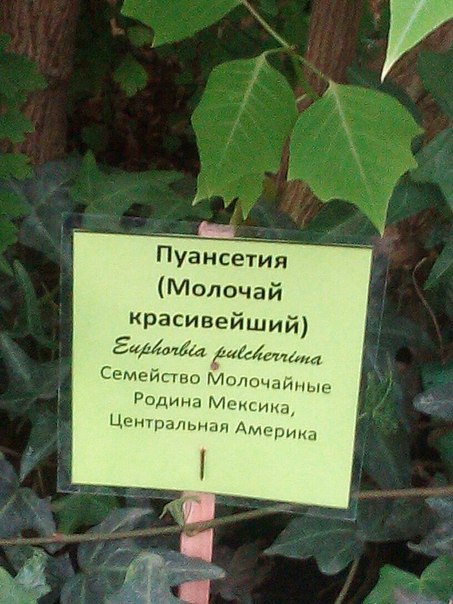 Пуансетия
(Молочай
красивейший)
Euphorbia pulcherrima
Семейство Молочайные
Родина Мексика,
Центральная Америка